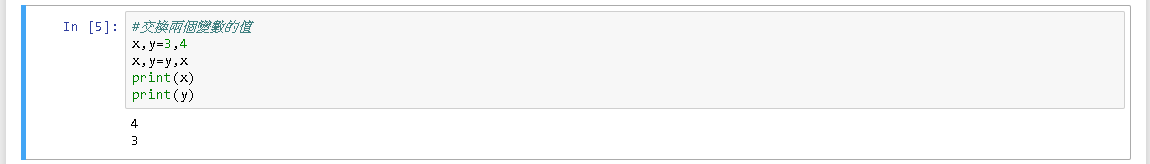 In [5]: #交換兩個變數的值
x,y=3,4
x,y=y,x
print(x)
print(y)
4
3